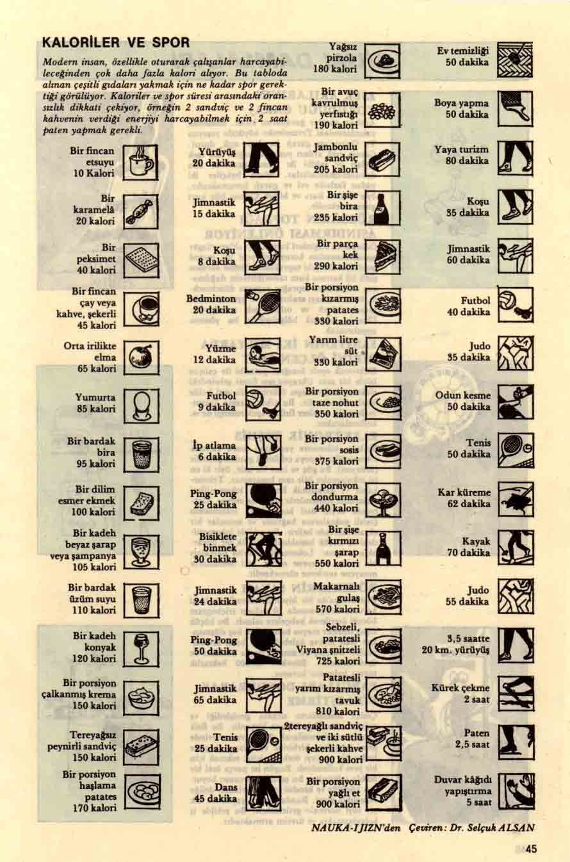 KALORİLER VE SPOR
Modern insan, özellikle oturarak çalışanlar harcayabi-
leceğinden çok daha fazla kalori alıyor. Bu tabloda
alınan çeşitli gıdaları yakmak için ne kadar spor gerek-
tiği görülüyor. Kaloriler ve spor süresi arasındaki oran-
sızlık dikkati çekiyor, örneğin 2 sandviç ve 2 fincan
kahvenin verdiği enerjiyi harcayabilmek için 2 saat
paten yapmak gerekli.
Bir fincan
etsuyu
10 Kalori
Yürüyüş
20 dakika
Bir
karamelâ
20 kalori
Jimnastik
15 dakika
Bir
peksimet
40 kalori
Koşu
8 dakika
Bir fincan
çay veya
kahve, şekerli
45 kalori
Bedminton
20 dakika
Orta irilikte
elma
65 kalori
Yüzme
12 dakika
Yumurta
85 kalori
Futbol
9 dakika
Bir bardak
bira
95 kalori
İp atlama
6 dakika
Bir dilim
esmer ekmek
100 kalori
Ping-Pong
25 dakika
Bir kadeh
beyaz şarap
veya şampanya
105 kalori
Bisiklete
binmek
30 dakika
Bir bardak
üzüm suyu
110 kalori
Jimnastik
24 dakika
Bir kadeh
konyak
120 kalori
Ping-Pong
50 dakika
Bir porsiyon
çalkanmış krema
150 kalori
Jimnastik
65 dakika
Tereyağsız
peynirli sandviç
150 kalori
Tenis
25 dakika
Bir porsiyon
haşlama
patates
170 kalori
Dans
45 dakika
Yağsız
pirzola
180 kalori
Ev temizliği
50 dakika
Bir avuç
kavrulmuş
yerfıstığı
190 kalori
Boya yapma
50 dakika
Jambonlu
sandviç
205 kalori
Yaya turizm
80 dakika
Bir şişe
bira
235 kalori
Koşu
35 dakika
Bir parça
kek
290 kalori
Jimnastik
60 dakika
Bir porsiyon
kızarmış
patates
330 kalori
Futbol
40 dakika
Yarım litre
süt
330 kalori
Judo
35 dakika
Bir porsiyon
taze nohut
350 kalori
Odun kesme
50 dakika
Bir porsiyon
sosis
375 kalori
Tenis
50 dakika
Bir porsiyon
dondurma
440 kalori
Kar küreme
62 dakika
Bir şişe
kırmızı
şarap
550 kalori
Kayak
70 dakika
Makarnalı
gulaş
570 kalori
Judo
55 dakika
Sebzeli,
patatesli
Viyana şnitzeli
725 kalori
3,5 saatte
20 km. yürüyüş
Patatesli
yarım kızarmış
tavuk
810 kalori
Kürek çekme
2 saat
2tereyağlı sandviç
ve iki sütlü
şekerli kahve
900 kalori
Paten
2,5 saat
Bir porsiyon
yağlı et
900 kalori
Duvar kâğıdı
yapıştırma
5 saat
NAUKA-I JIZN'den Çeviren: Dr. Selçuk ALSAN
45